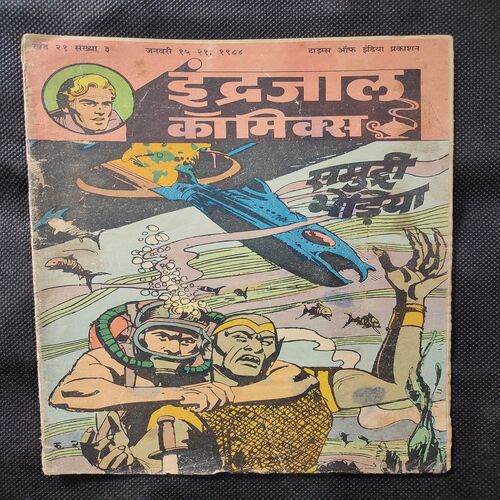 खंड २१ संख्या ३ जनवरी १५ २१, १९८४ टाइम्स ऑफ इंडिया प्रकाशन
इंद्रजाल
कॉमिक्स
समुद्री
भेड़िया